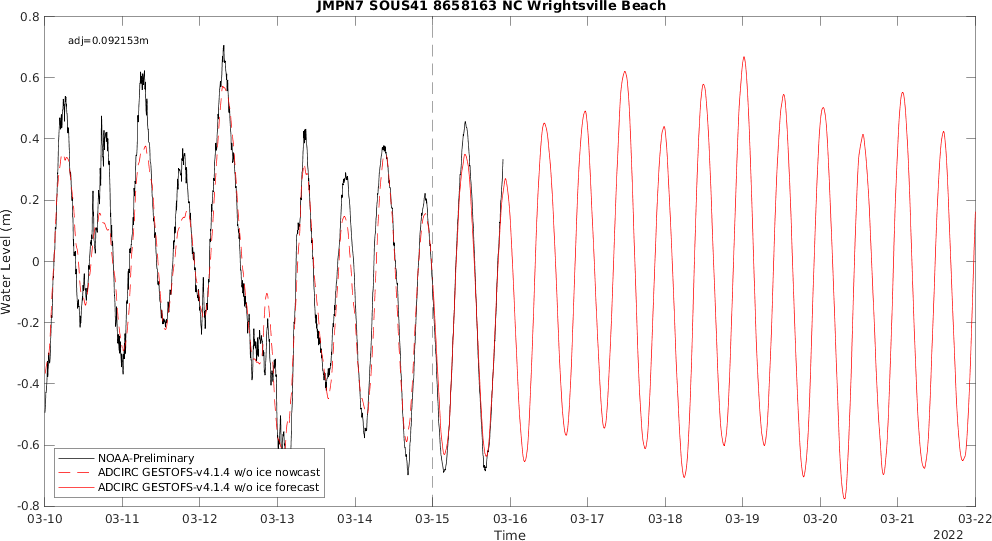 JMPN7 SOUS41 8658163 NC Wrightsville Beach
adj=0.092153m
0.8
0.6
0.4
0.2
0
-0.2
-0.4
-0.6
-0.8
Water Level (m)
NOAA-Preliminary
ADCIRC GESTOFS-v4.1.4 w/o ice nowcast
ADCIRC GESTOFS-v4.1.4 w/o ice forecast
03-10 03-11 03-12 03-13 03-14 03-15 03-16 03-17 03-18 03-19 03-20 03-21 03-22
Time
2022